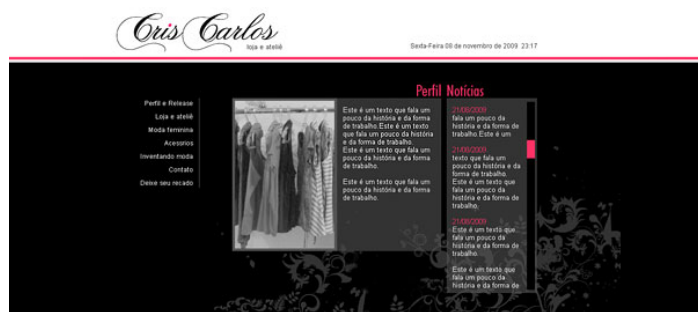 Cris Carlos
loja e ateliê
Sexta-Feira 08 de novembro de 2009 23:17
Perfil Notícias
Perfil e Release
Loja e ateliê
Moda feminina
Acessrios
Inventando moda
Contato
Deixe seu recado
Este é um texto que fala um
pouco da história e da forma
de trabalho.Este é um texto
que fala um pouco da história
e da forma de trabalho.
Este é um texto que fala um
pouco da história e da forma
de trabalho.
Este é um texto que fala um
pouco da história e da forma
de trabalho.
21/08/2009
fala um pouco da
história e da forma de
trabalho.Este é um
21/08/2009
texto que fala um
pouco da história e da
forma de trabalho.
Este é um texto que
fala um pouco da
história e da forma de
trabalho.
21/08/2009
Este é um texto que
fala um pouco da
história e da forma de
trabalho.
Este é um texto que
fala um pouco da
história e da forma de